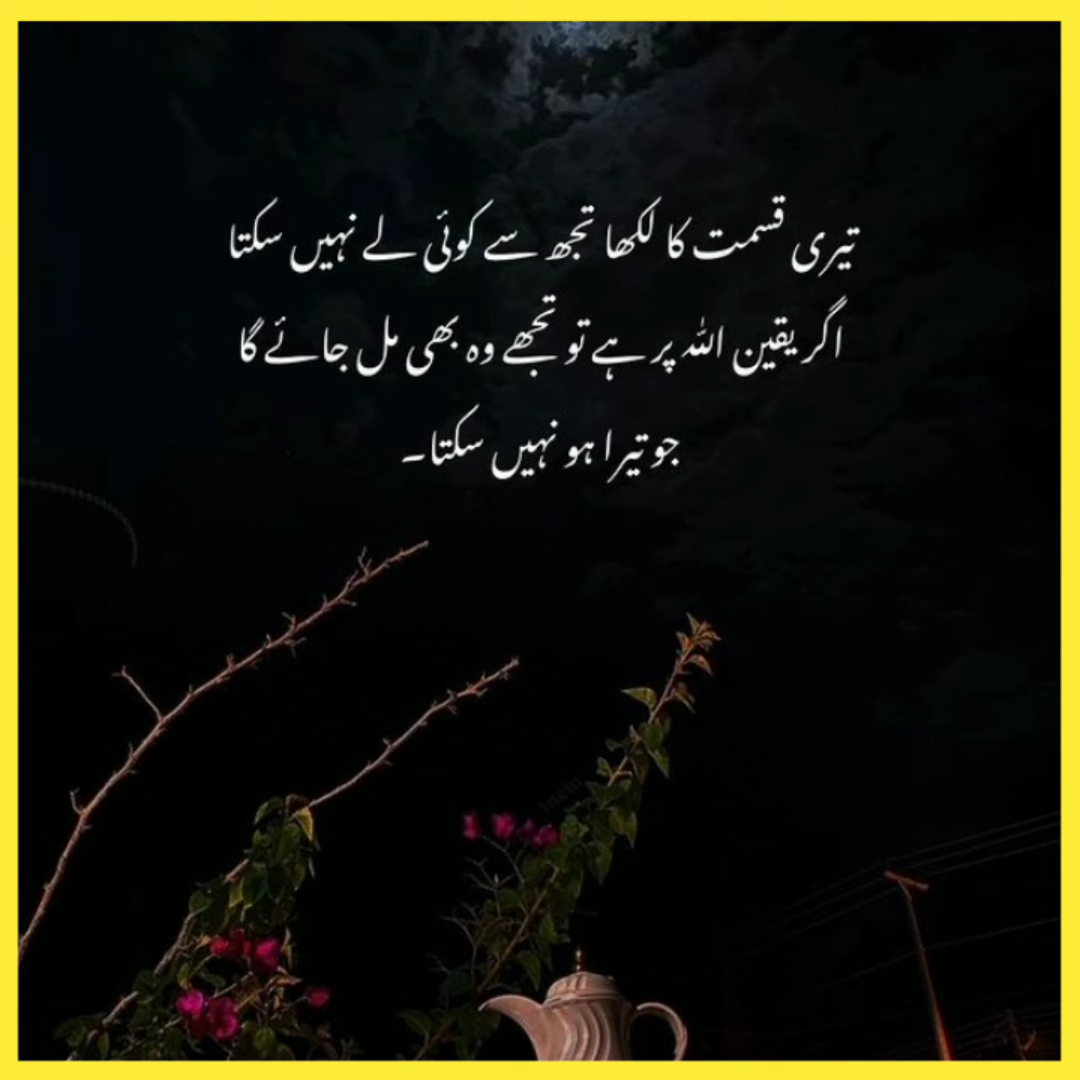 تیری قسمت کا لکھا تجھ سے کوئی لے نہیں سکتا
اگر یقین اللہ پر ہے تو تجھے وہ بھی مل جائے گا
جو تیرا ہو نہیں سکتا۔